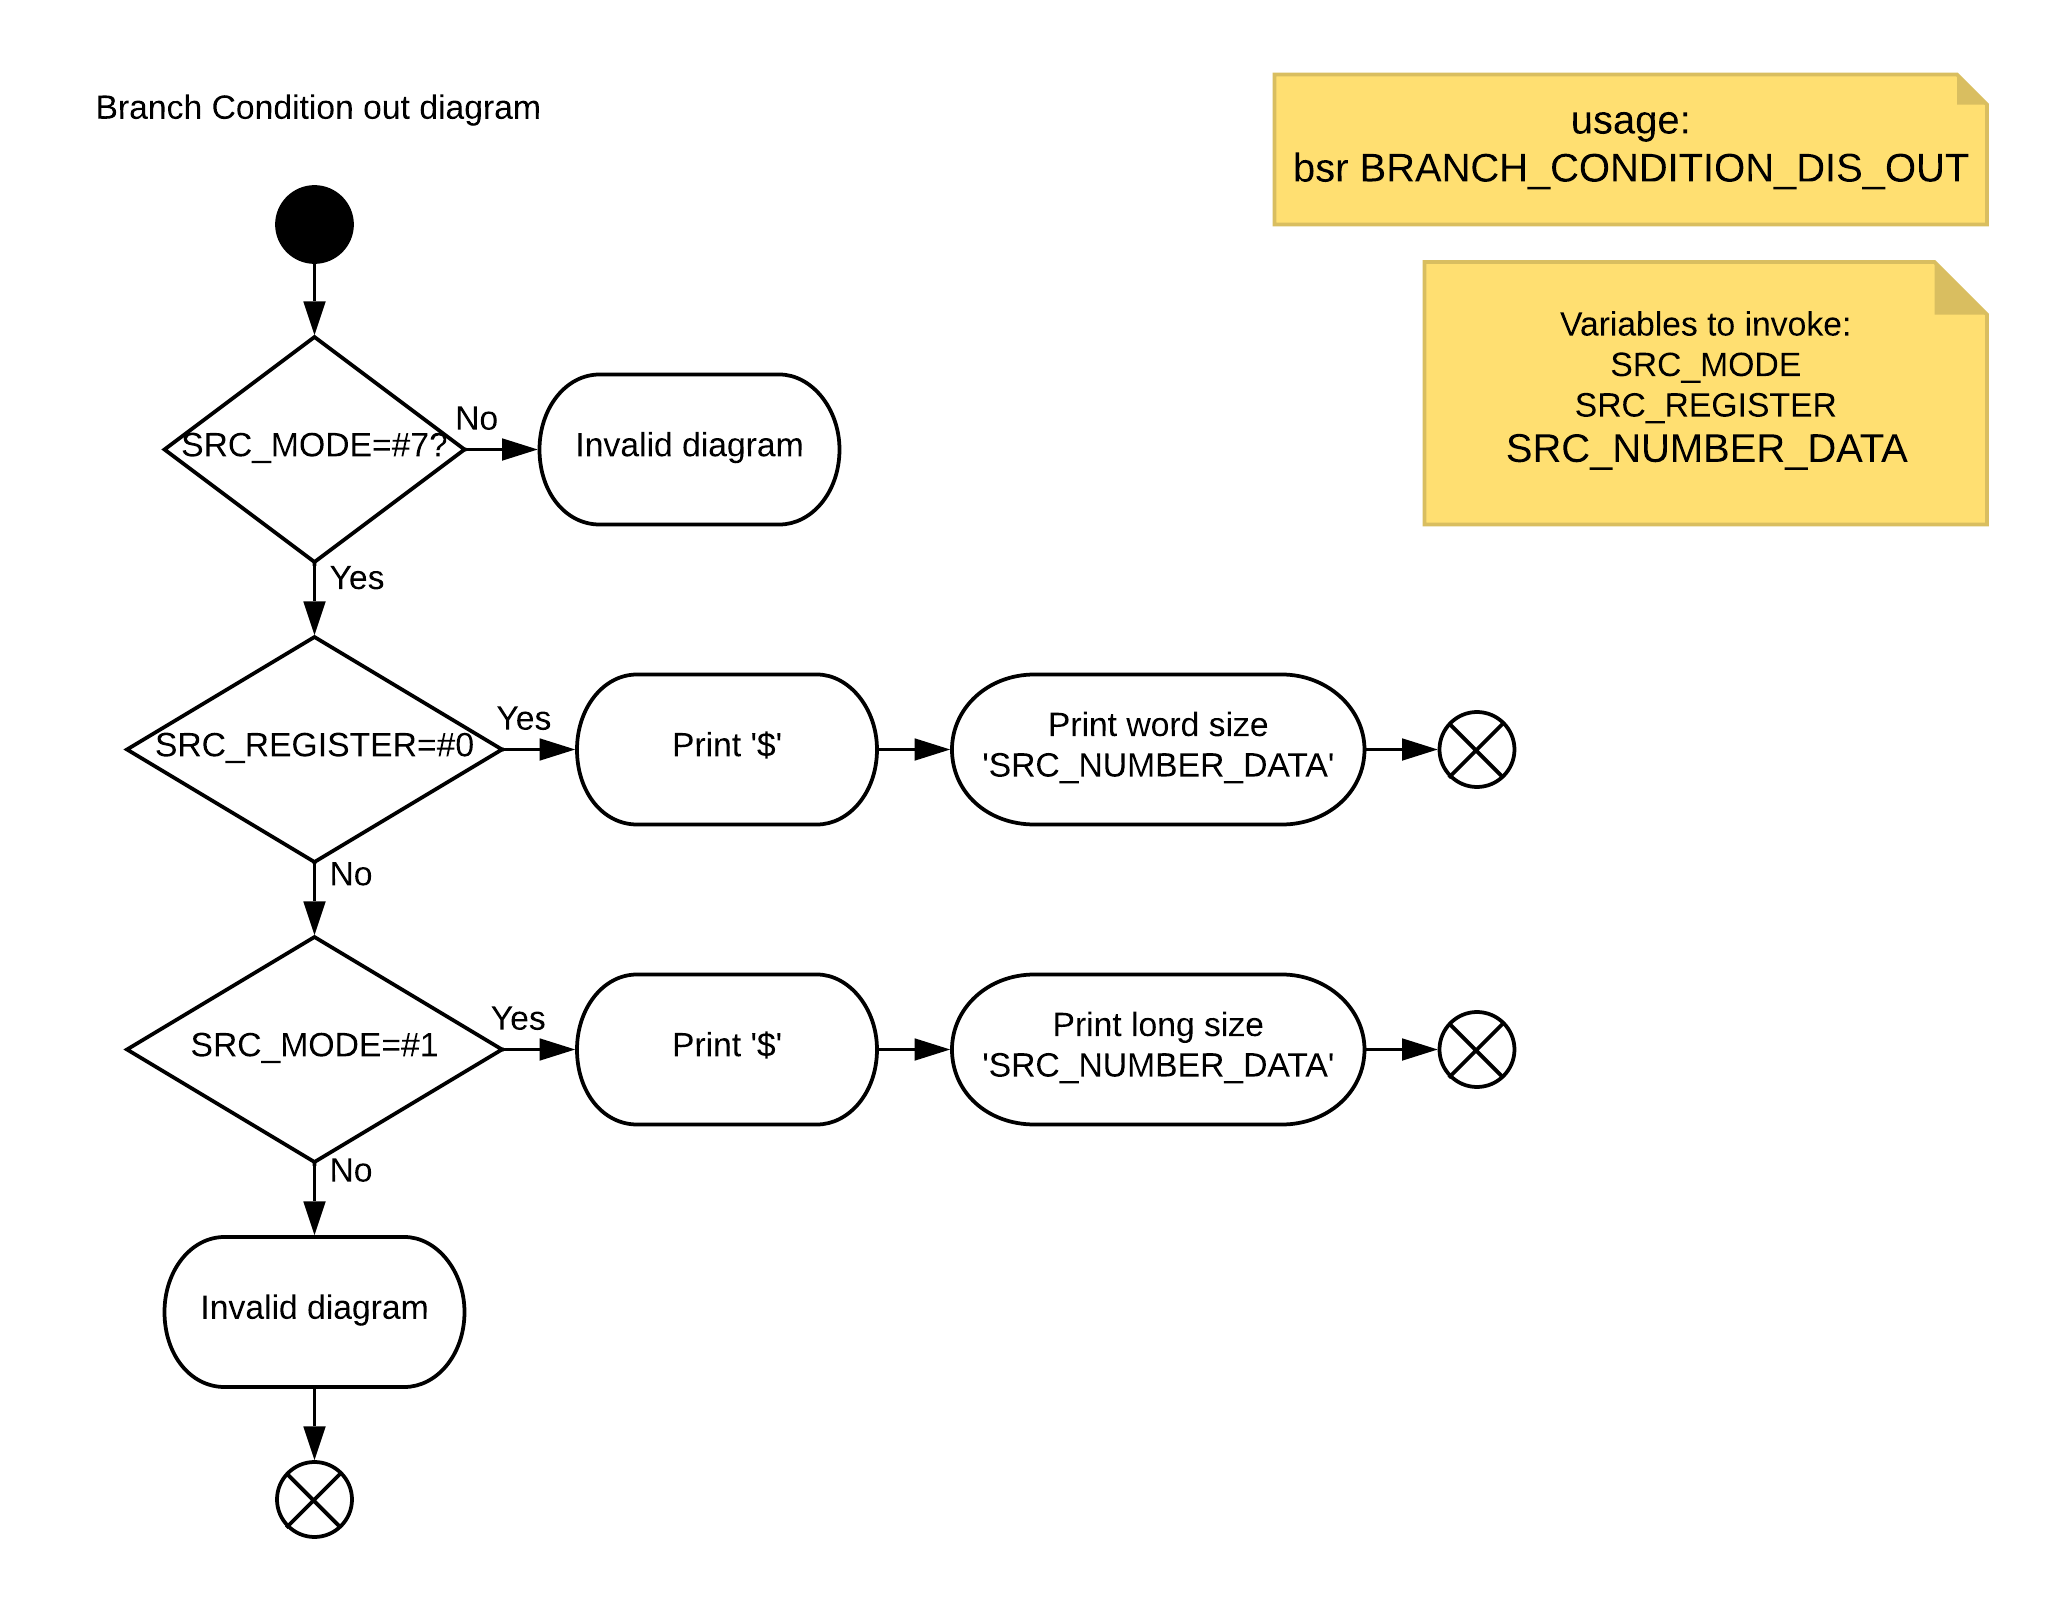 Branch Condition out diagram
usage:
bsr BRANCH_CONDITION_DIS_OUT
Variables to invoke:
SRC_MODE
SRC_REGISTER
SRC_NUMBER_DATA
SRC_MODE=#7?
No
Invalid diagram
Yes
SRC_REGISTER=#0
Yes
Print '$'
Print word size
'SRC_NUMBER_DATA'
No
SRC_MODE=#1
Yes
Print '$'
Print long size
'SRC_NUMBER_DATA'
No
Invalid diagram